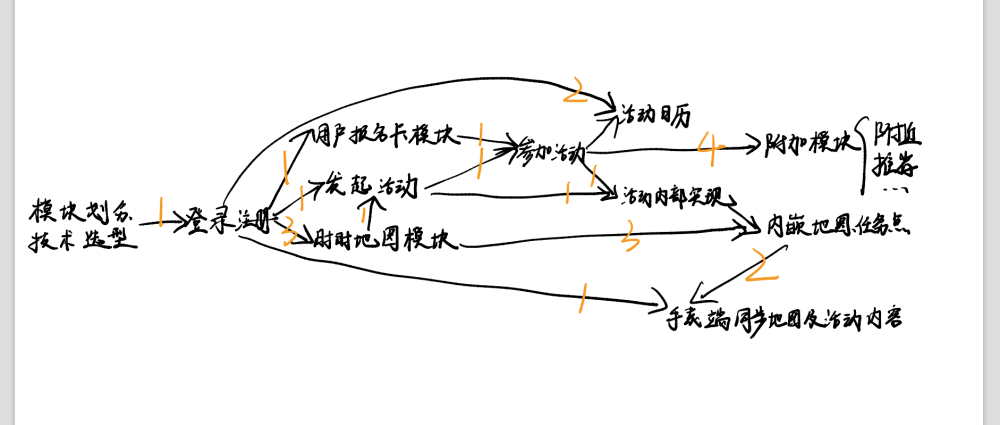 2
活动日历
用户报名卡模块
1
参加活动
4
附加模块
附近
推荐
...
1
1
发起活动
1
1
1
活动内部实现
模块划分
技术选型
1
登录注册
3
1
时时地图模块
3
内嵌地图任务点
2
1
手表端同步地图及活动内容